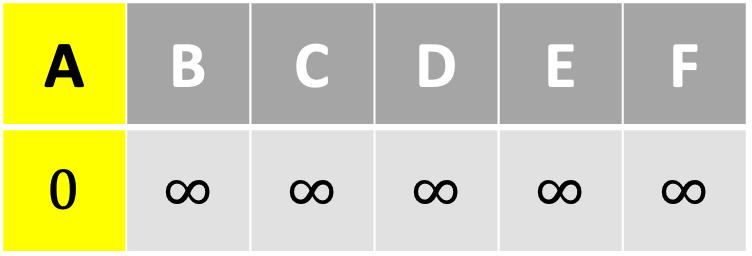 A B C D E F
0 ∞ ∞ ∞ ∞ ∞